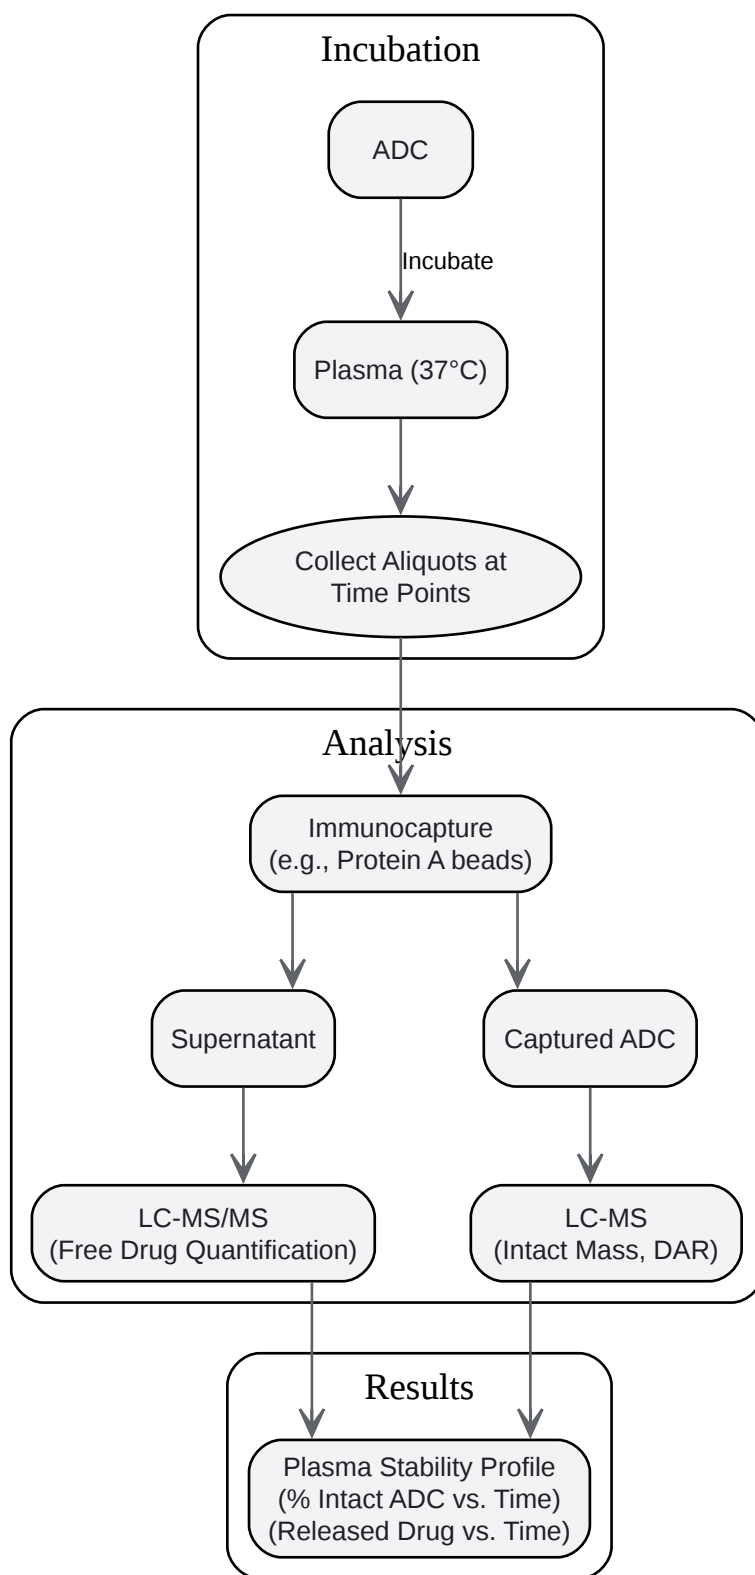 Incubation
ADC
Incubate
Plasma (37°C)
Collect Aliquots at
Time Points
Analysis
Immunocapture
(e.g., Protein A beads)
Supernatant
Captured ADC
LC-MS/MS
(Free Drug Quantification)
LC-MS
(Intact Mass, DAR)
Results
Plasma Stability Profile
(% Intact ADC vs. Time)
(Released Drug vs. Time)